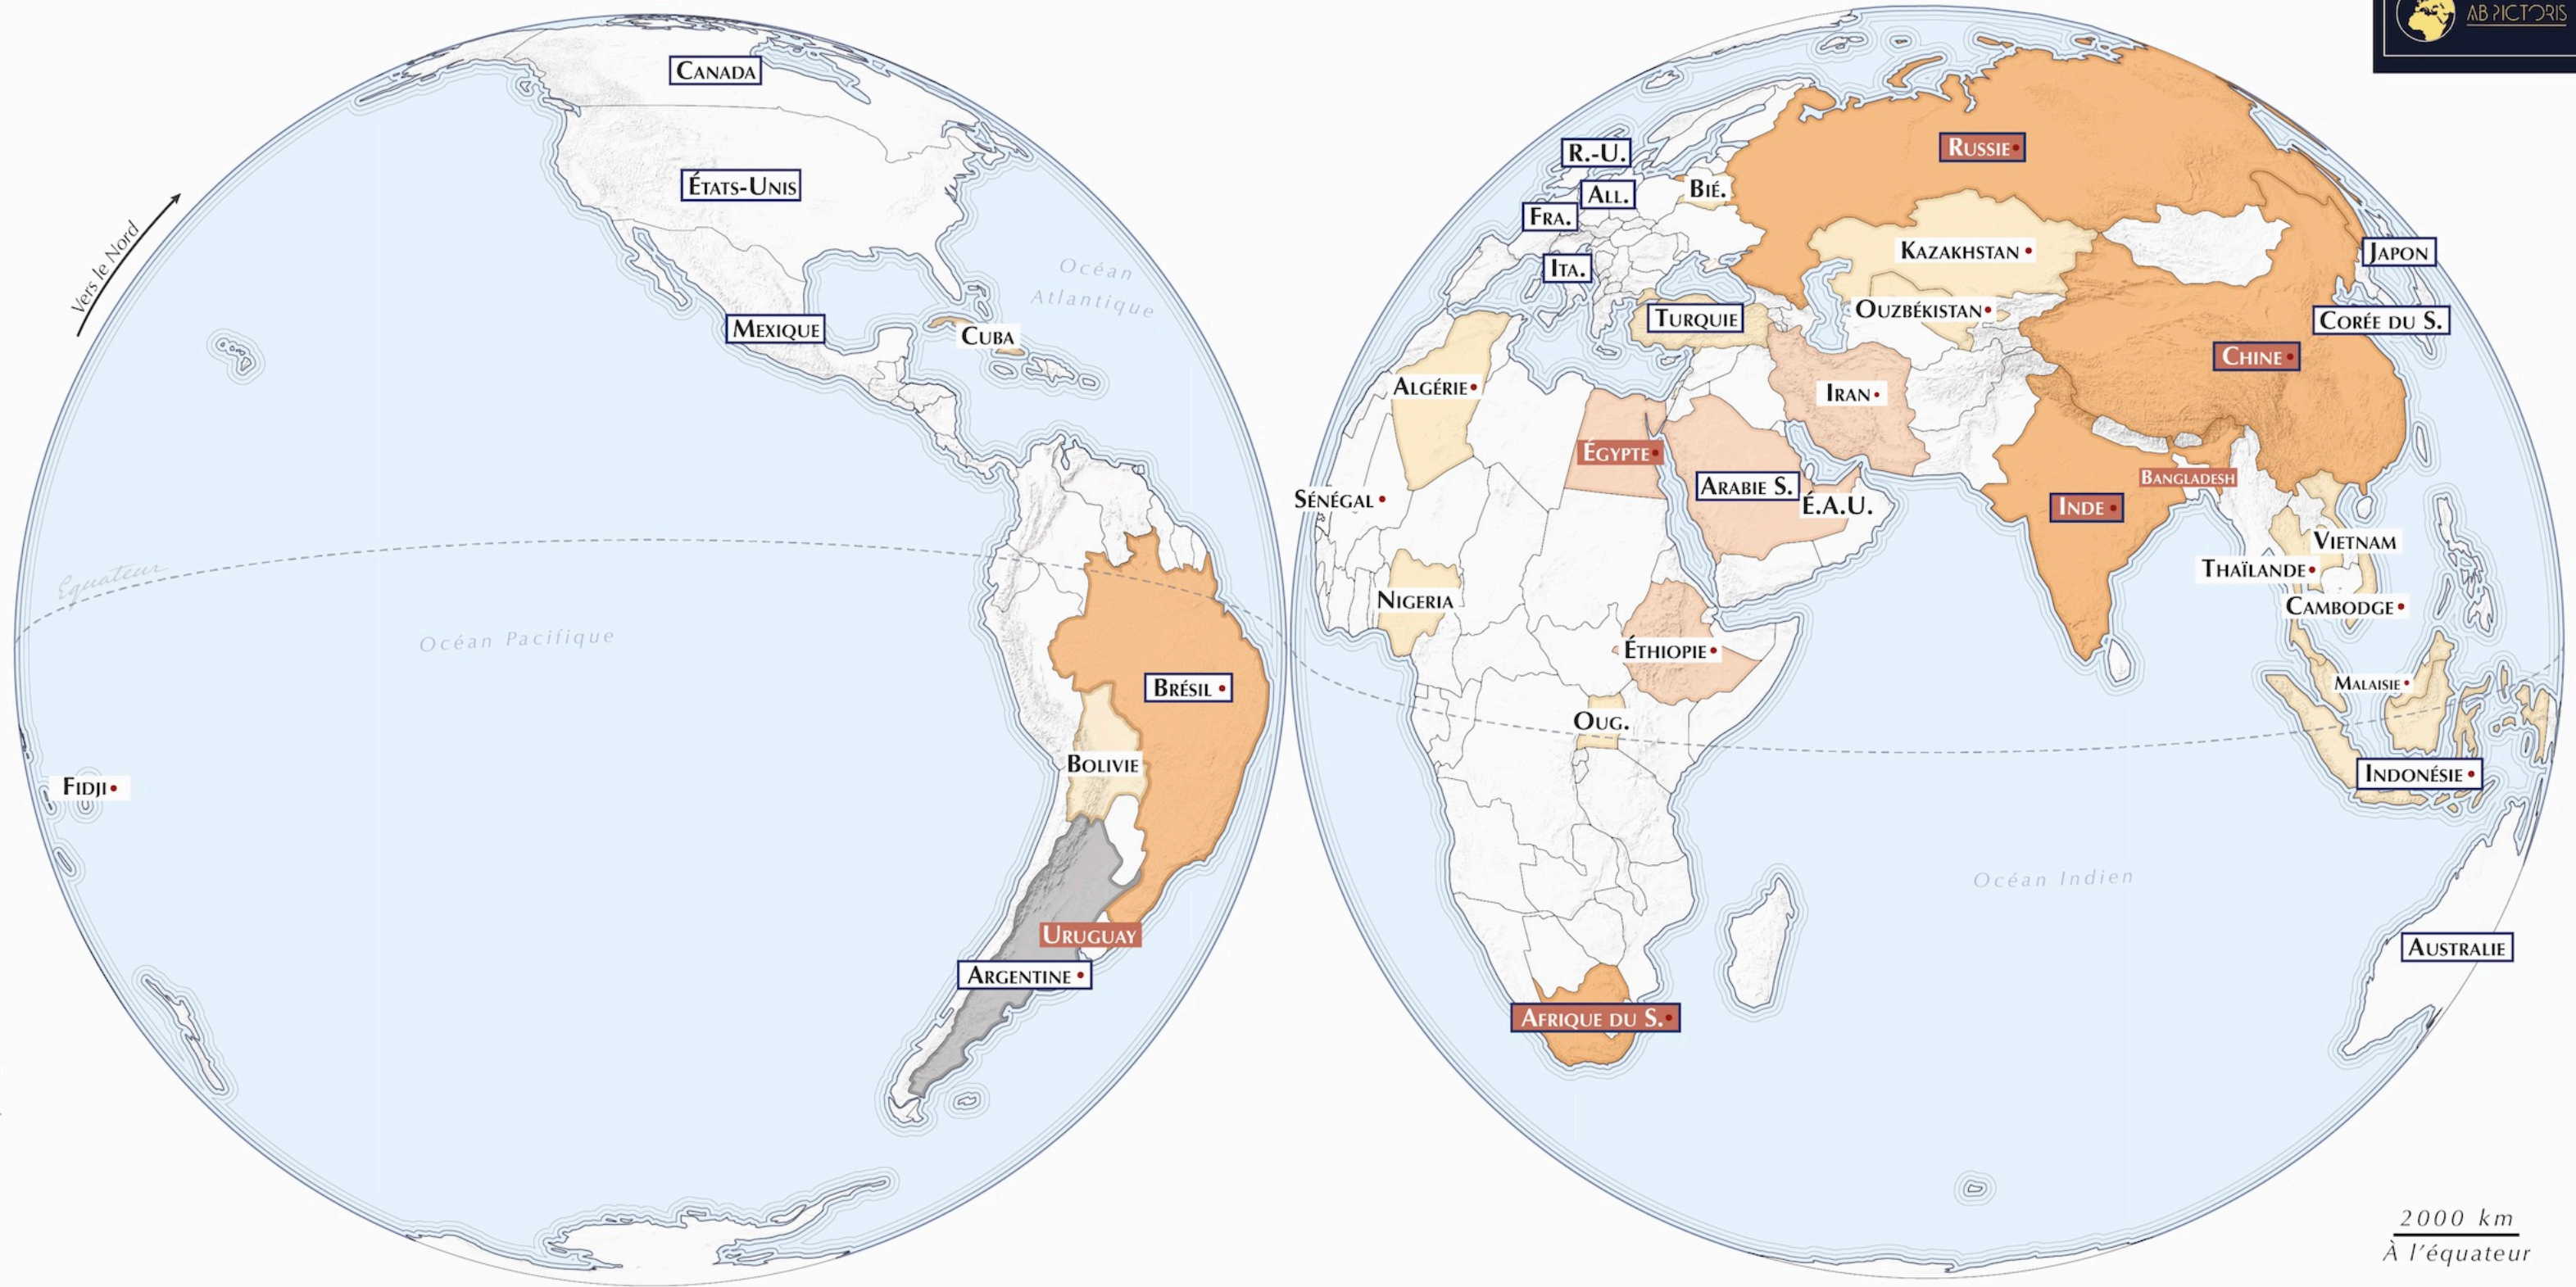 AB PICTORIS
CANADA
ÉTATS-UNIS
MEXIQUE
CUBA
Océan
Atlantique
Vers le Nord
Equateur
Océan Pacifique
BRÉSIL
BOLIVIE
FIDJI
URUGUAY
ARGENTINE
R.-U.
ALL.
BIÉ.
FRA.
ITA.
RUSSIE
KAZAKHSTAN
OUZBÉKISTAN
TURQUIE
JAPON
CORÉE DU S.
CHINE
ALGÉRIE
IRAN
ÉGYPTE
ARABIE S.
É.A.U.
SÉNÉGAL
BANGLADESH
INDE
VIETNAM
THAÏLANDE
CAMBODGE
NIGERIA
ÉTHIOPIE
OUG.
MALAISIE
INDONÉSIE
Océan Indien
AUSTRALIE
AFRIQUE DU S.
2000 km
À l'équateur